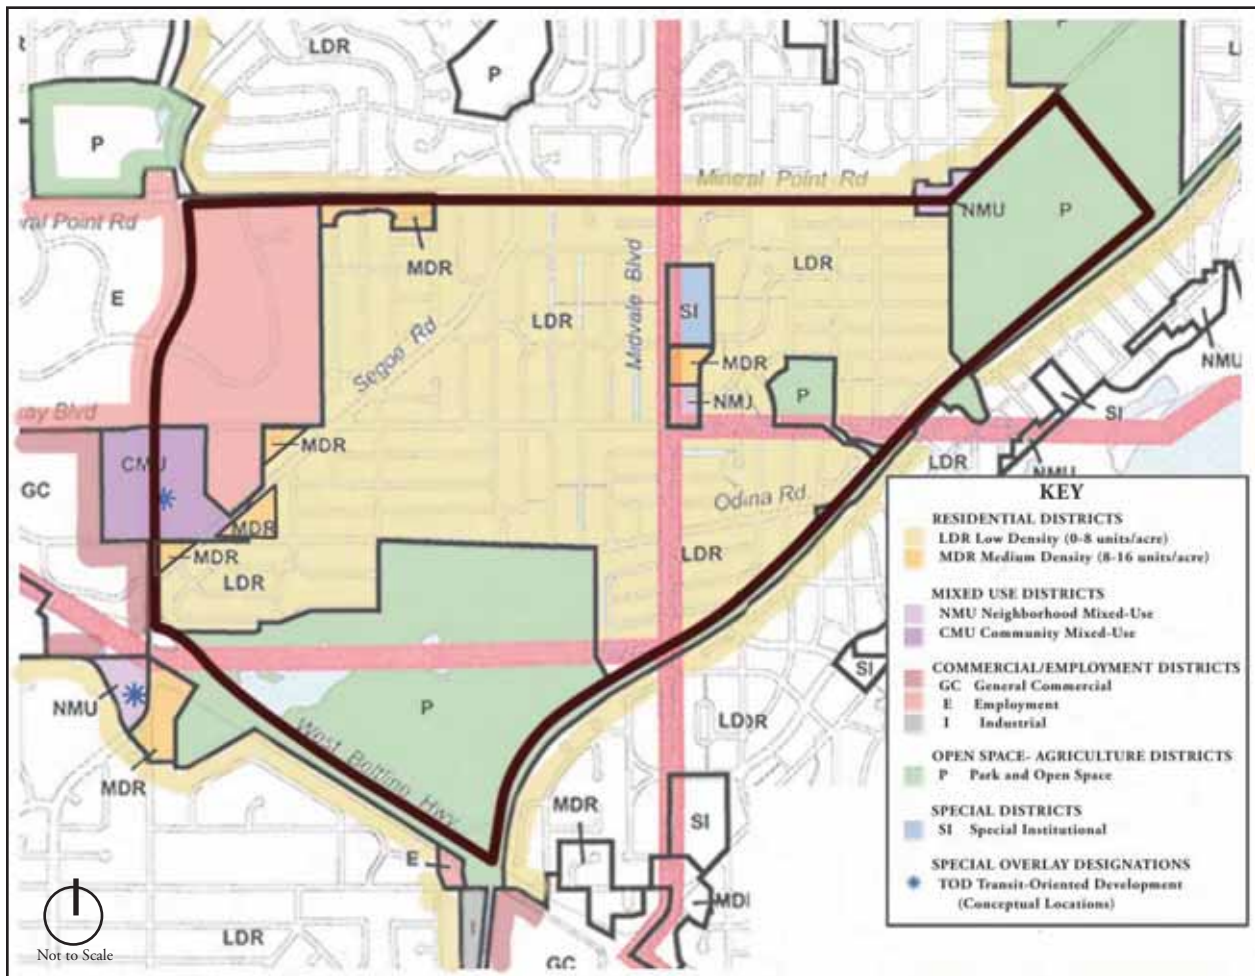 LDR
P
P
P
Mineral Point Rd
NMU
P
Point Rd
MDR
LDR
E
LDR
Midvale Blvd
SI
Segoe Rd
MDR
NMU
P
NMU
SI
Blvd
MDR
CMU
GC
LDR
NMU
Odina Rd.
MDR
MDR
LDR
LDR
SI
P
NMU
LDR
West Beltline Hwy
MDR
MDR
SI
E
MD
I
LDR
GC
Not to Scale
KEY
RESIDENTIAL DISTRICTS
LDR Low Density (0-8 units/acre)
MDR Medium Density (8-16 units/acre)
MIXED USE DISTRICTS
NMU Neighborhood Mixed-Use
CMU Community Mixed-Use
COMMERCIAL/EMPLOYMENT DISTRICTS
GC General Commercial
E Employment
I Industrial
OPEN SPACE- AGRICULTURE DISTRICTS
P Park and Open Space
SPECIAL DISTRICTS
SI Special Institutional
SPECIAL OVERLAY DESIGNATIONS
TOD Transit-Oriented Development
(Conceptual Locations)